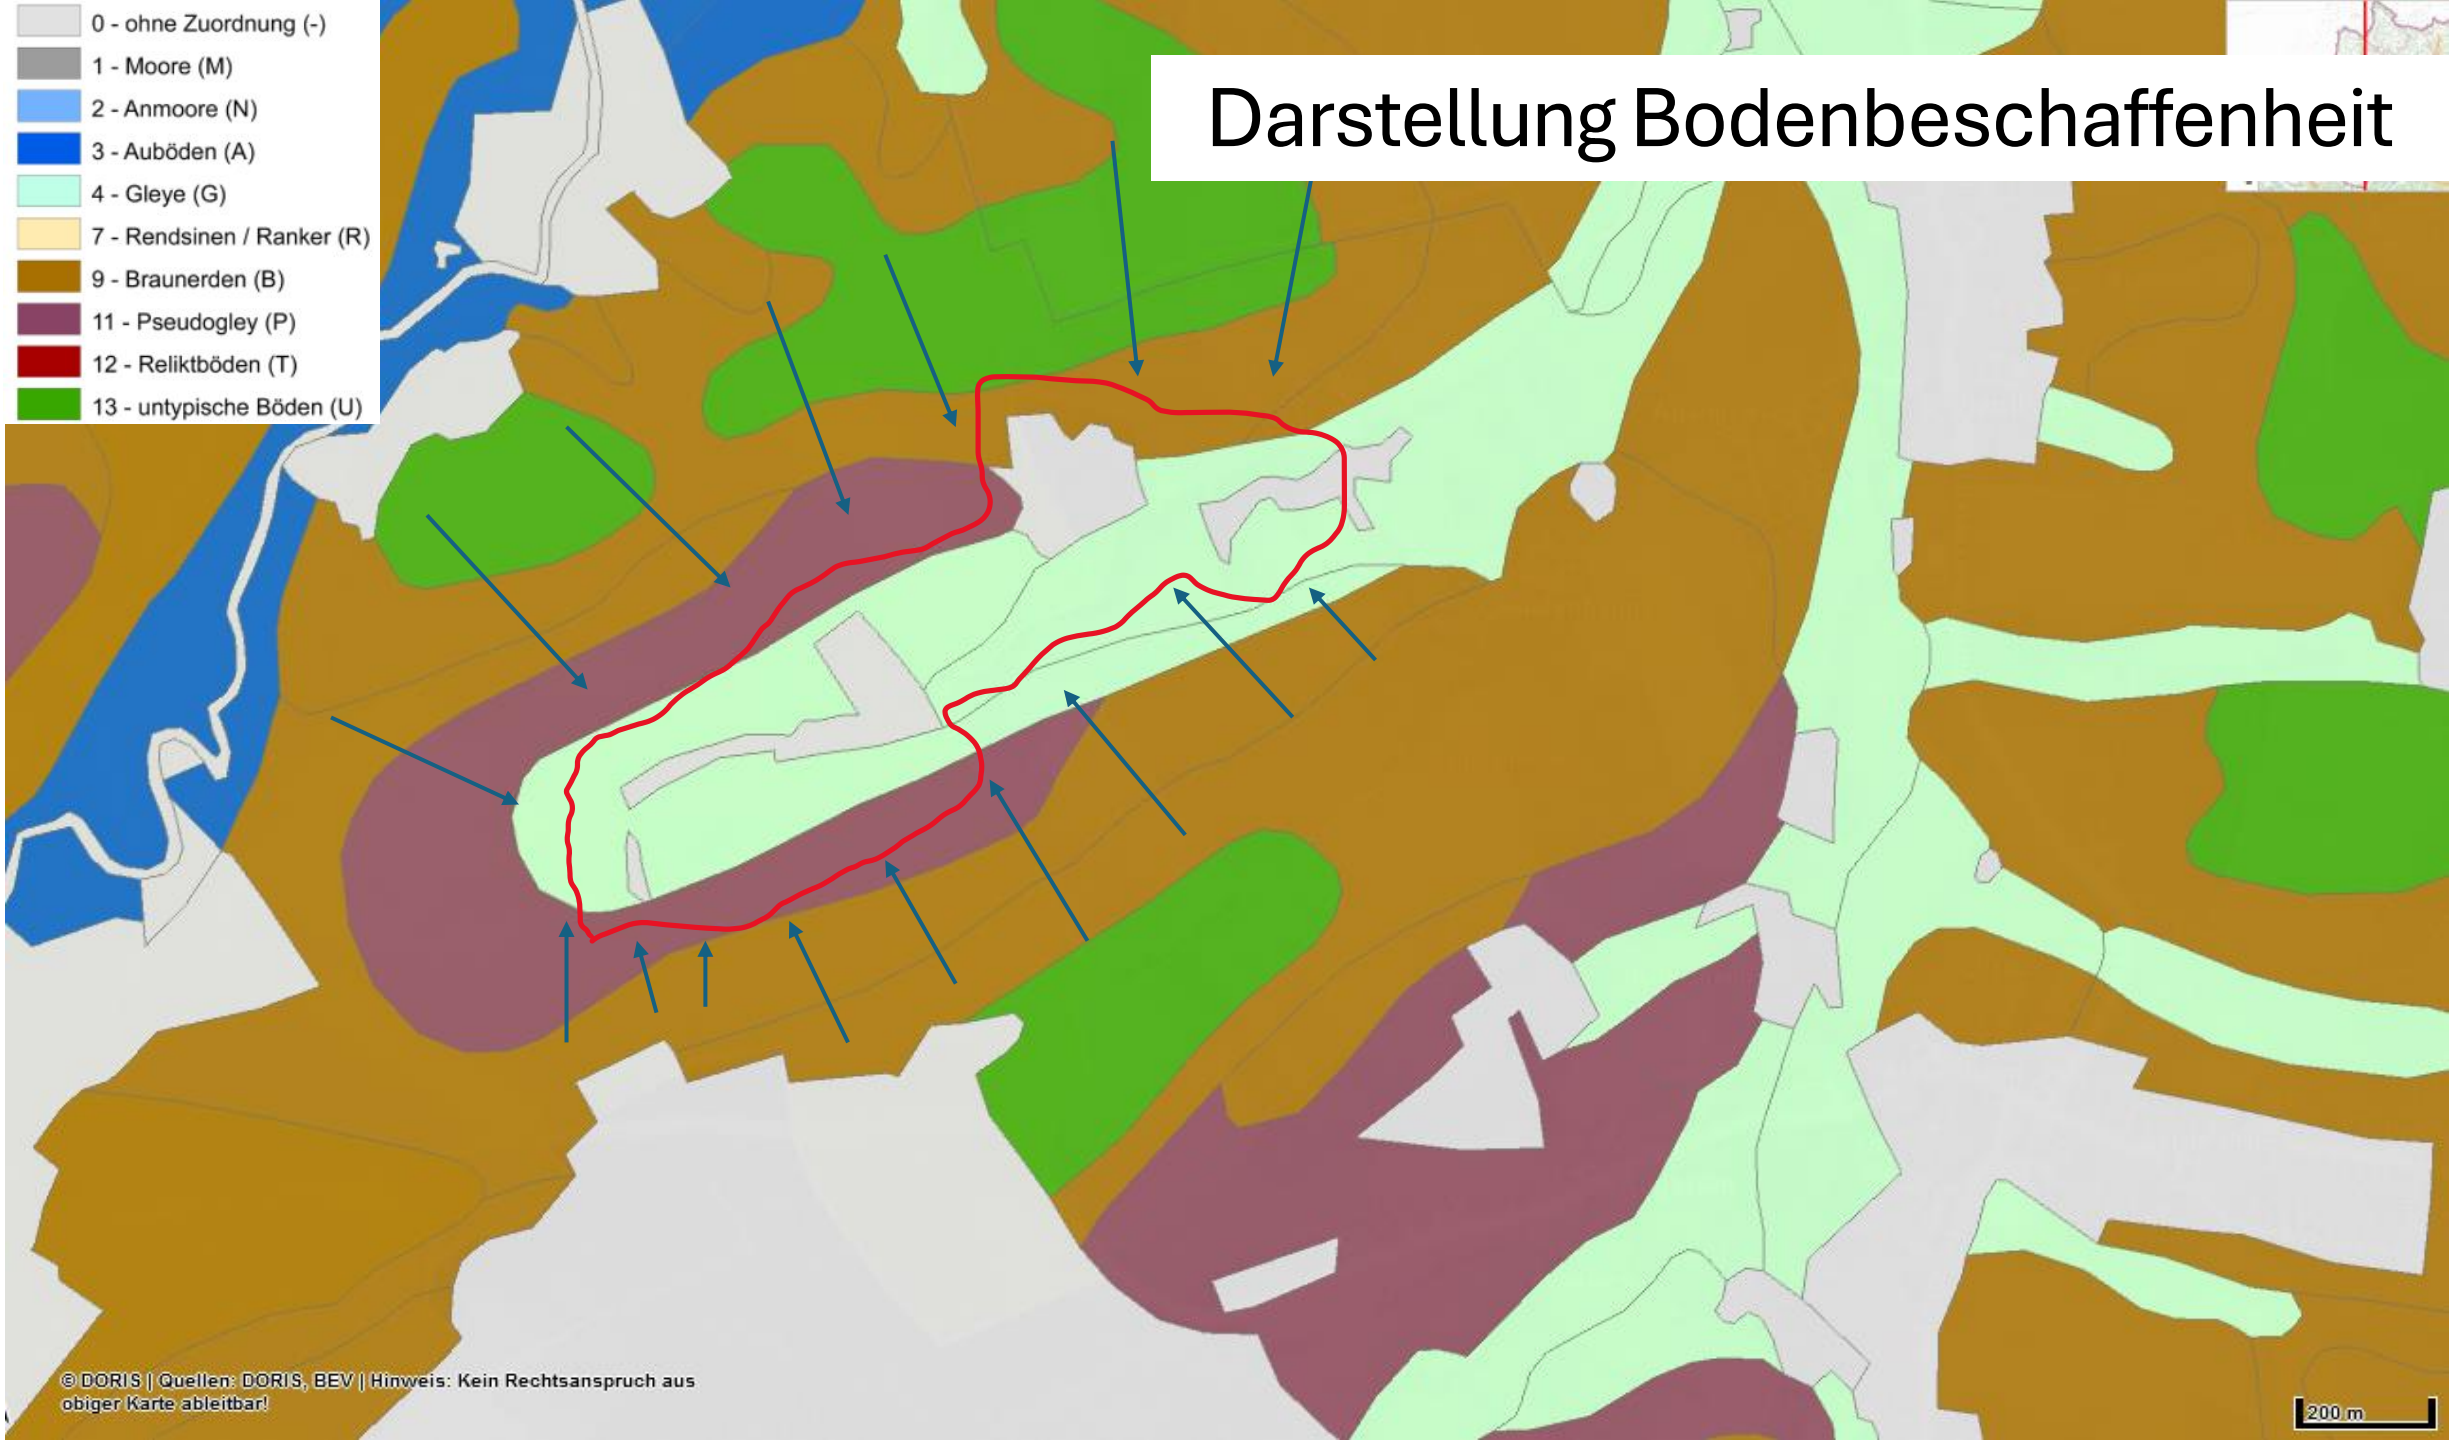 0 - ohne Zuordnung (-)
1 - Moore (M)
2 - Anmoore (N)
3 - Auböden (A)
4 - Gleye (G)
7 - Rendsinen / Ranker (R)
9 - Braunerden (B)
11 - Pseudogley (P)
12 - Reliktböden (T)
13 - untypische Böden (U)
Darstellung Bodenbeschaffenheit
© DORIS | Quellen: DORIS, BEV | Hinweis: Kein Rechtsanspruch aus
obiger Karte ableitbar!
200 m